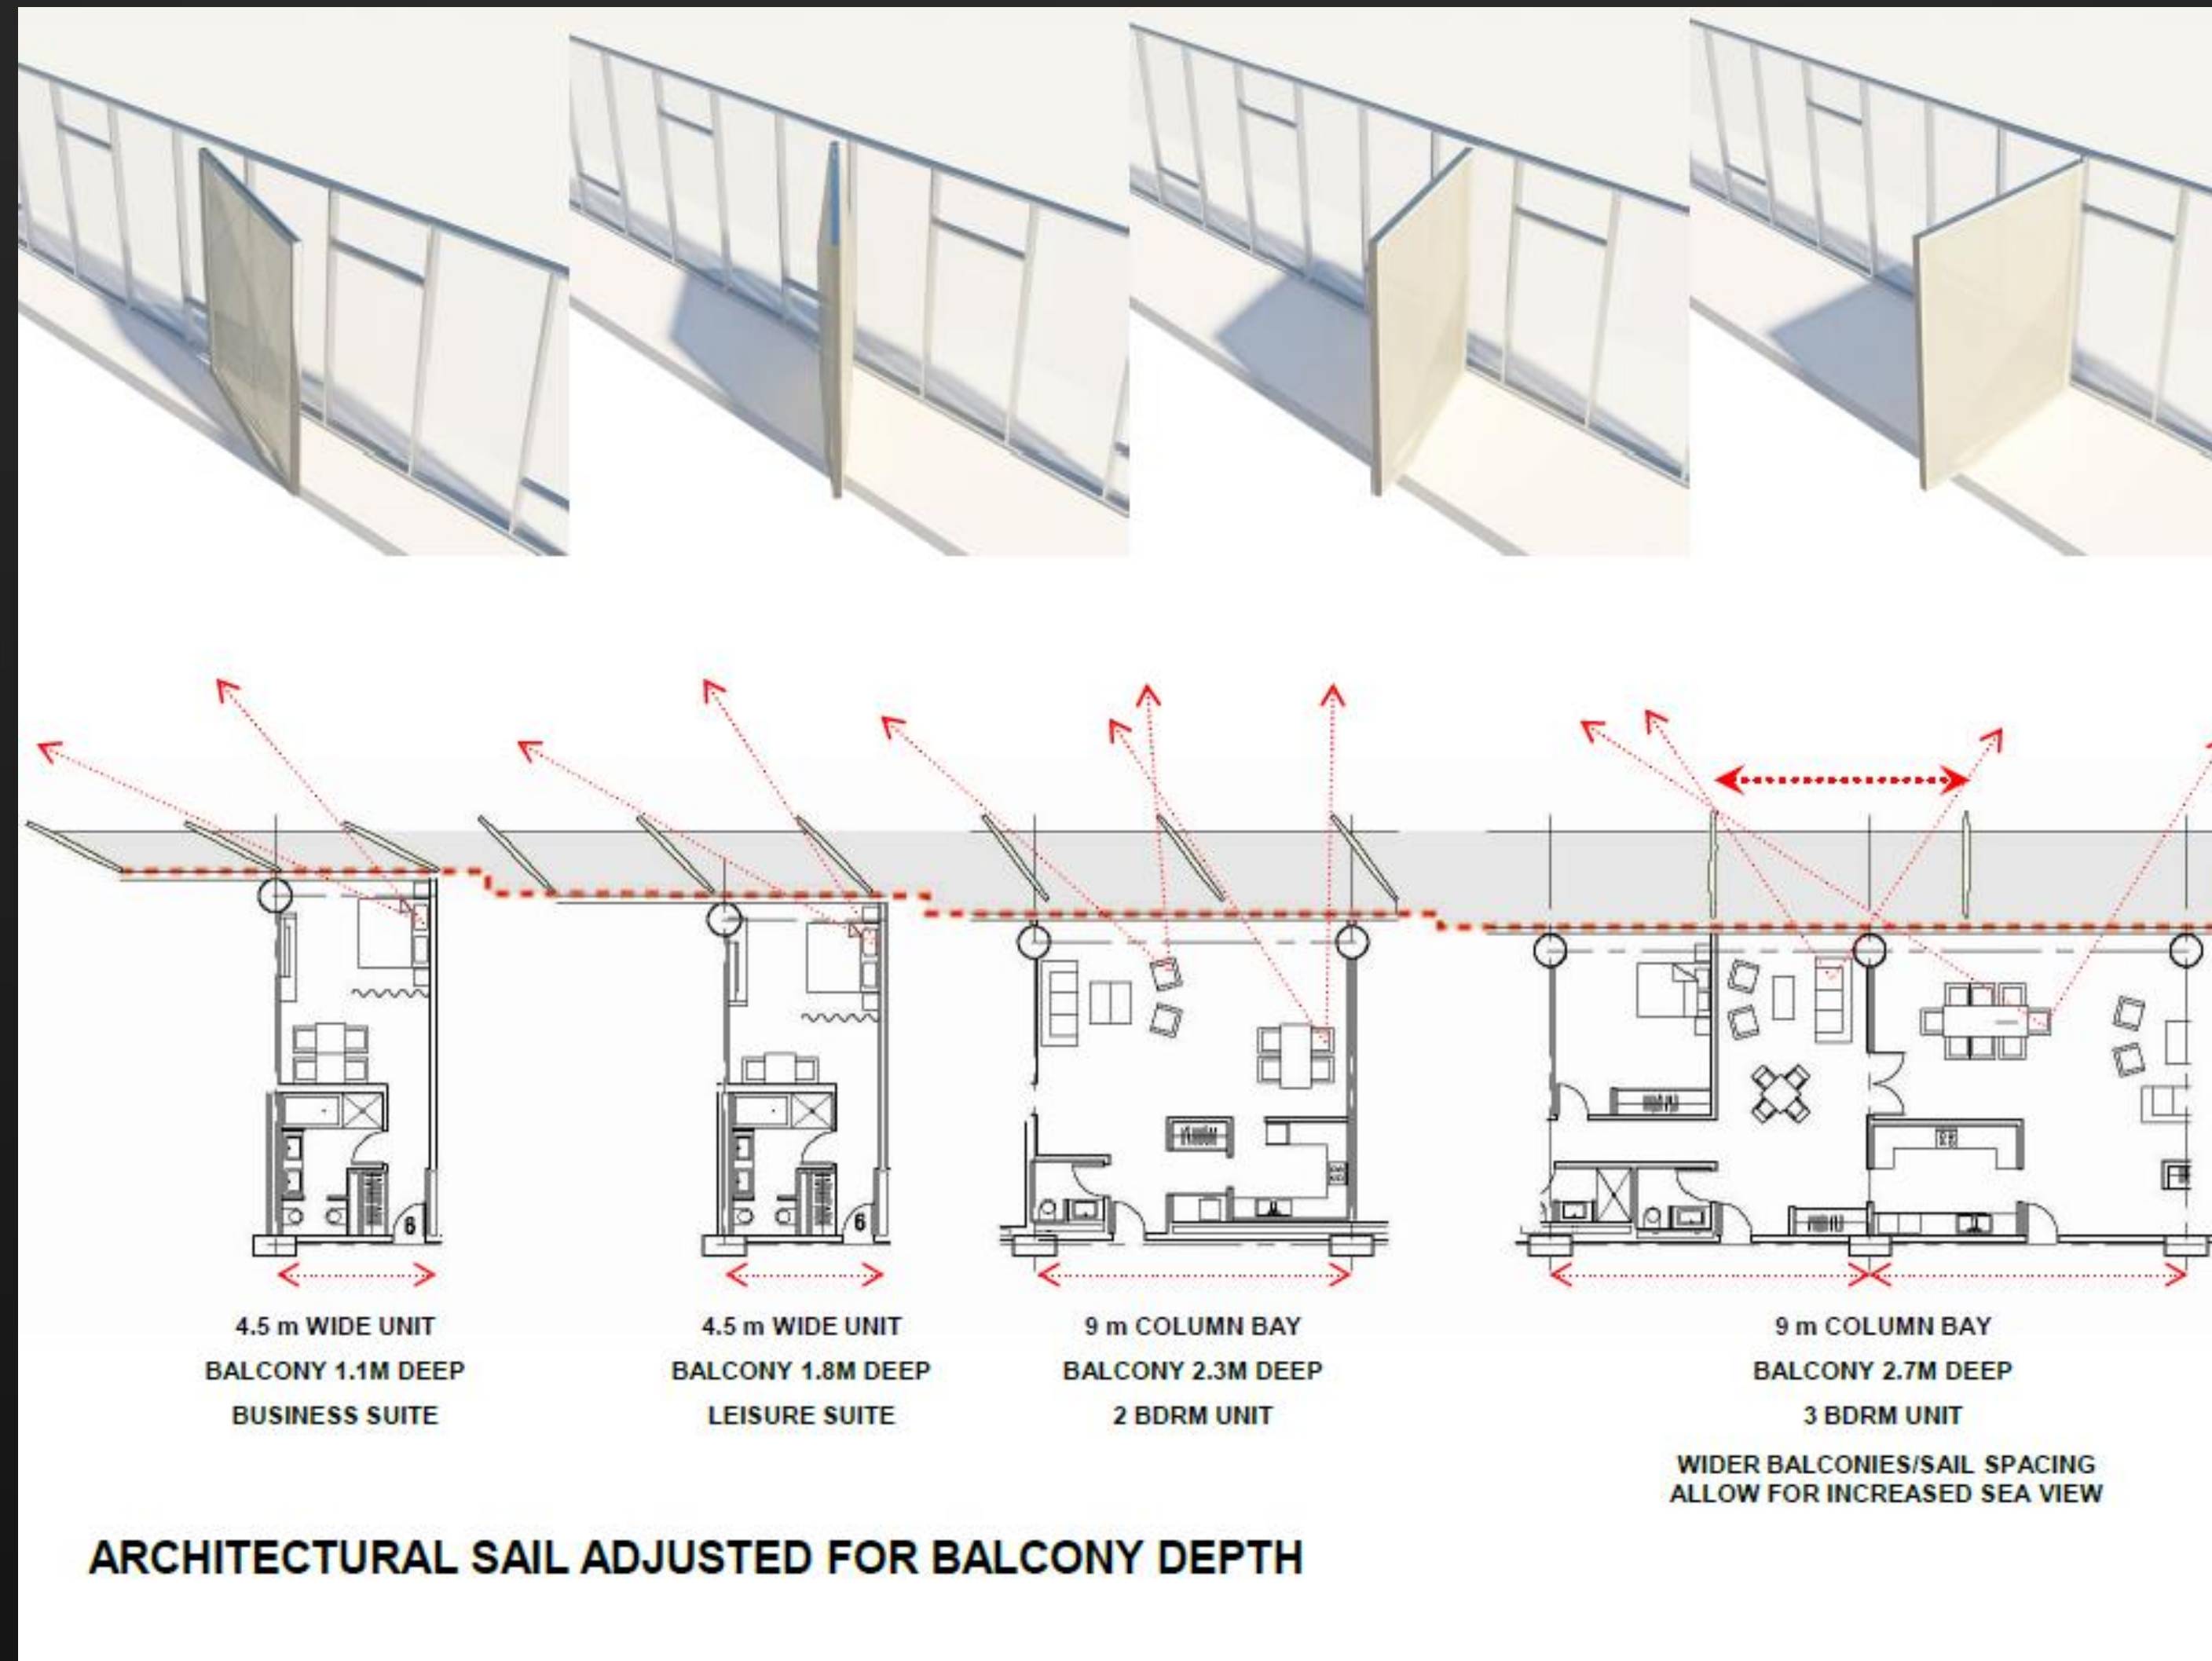 6
6
4.5 m WIDE UNIT
BALCONY 1.1M DEEP
BUSINESS SUITE
4.5 m WIDE UNIT
BALCONY 1.8M DEEP
LEISURE SUITE
9 m COLUMN BAY
BALCONY 2.3M DEEP
2 BDRM UNIT
9 m COLUMN BAY
BALCONY 2.7M DEEP
3 BDRM UNIT
WIDER BALCONIES/SAIL SPACING
ALLOW FOR INCREASED SEA VIEW
ARCHITECTURAL SAIL ADJUSTED FOR BALCONY DEPTH